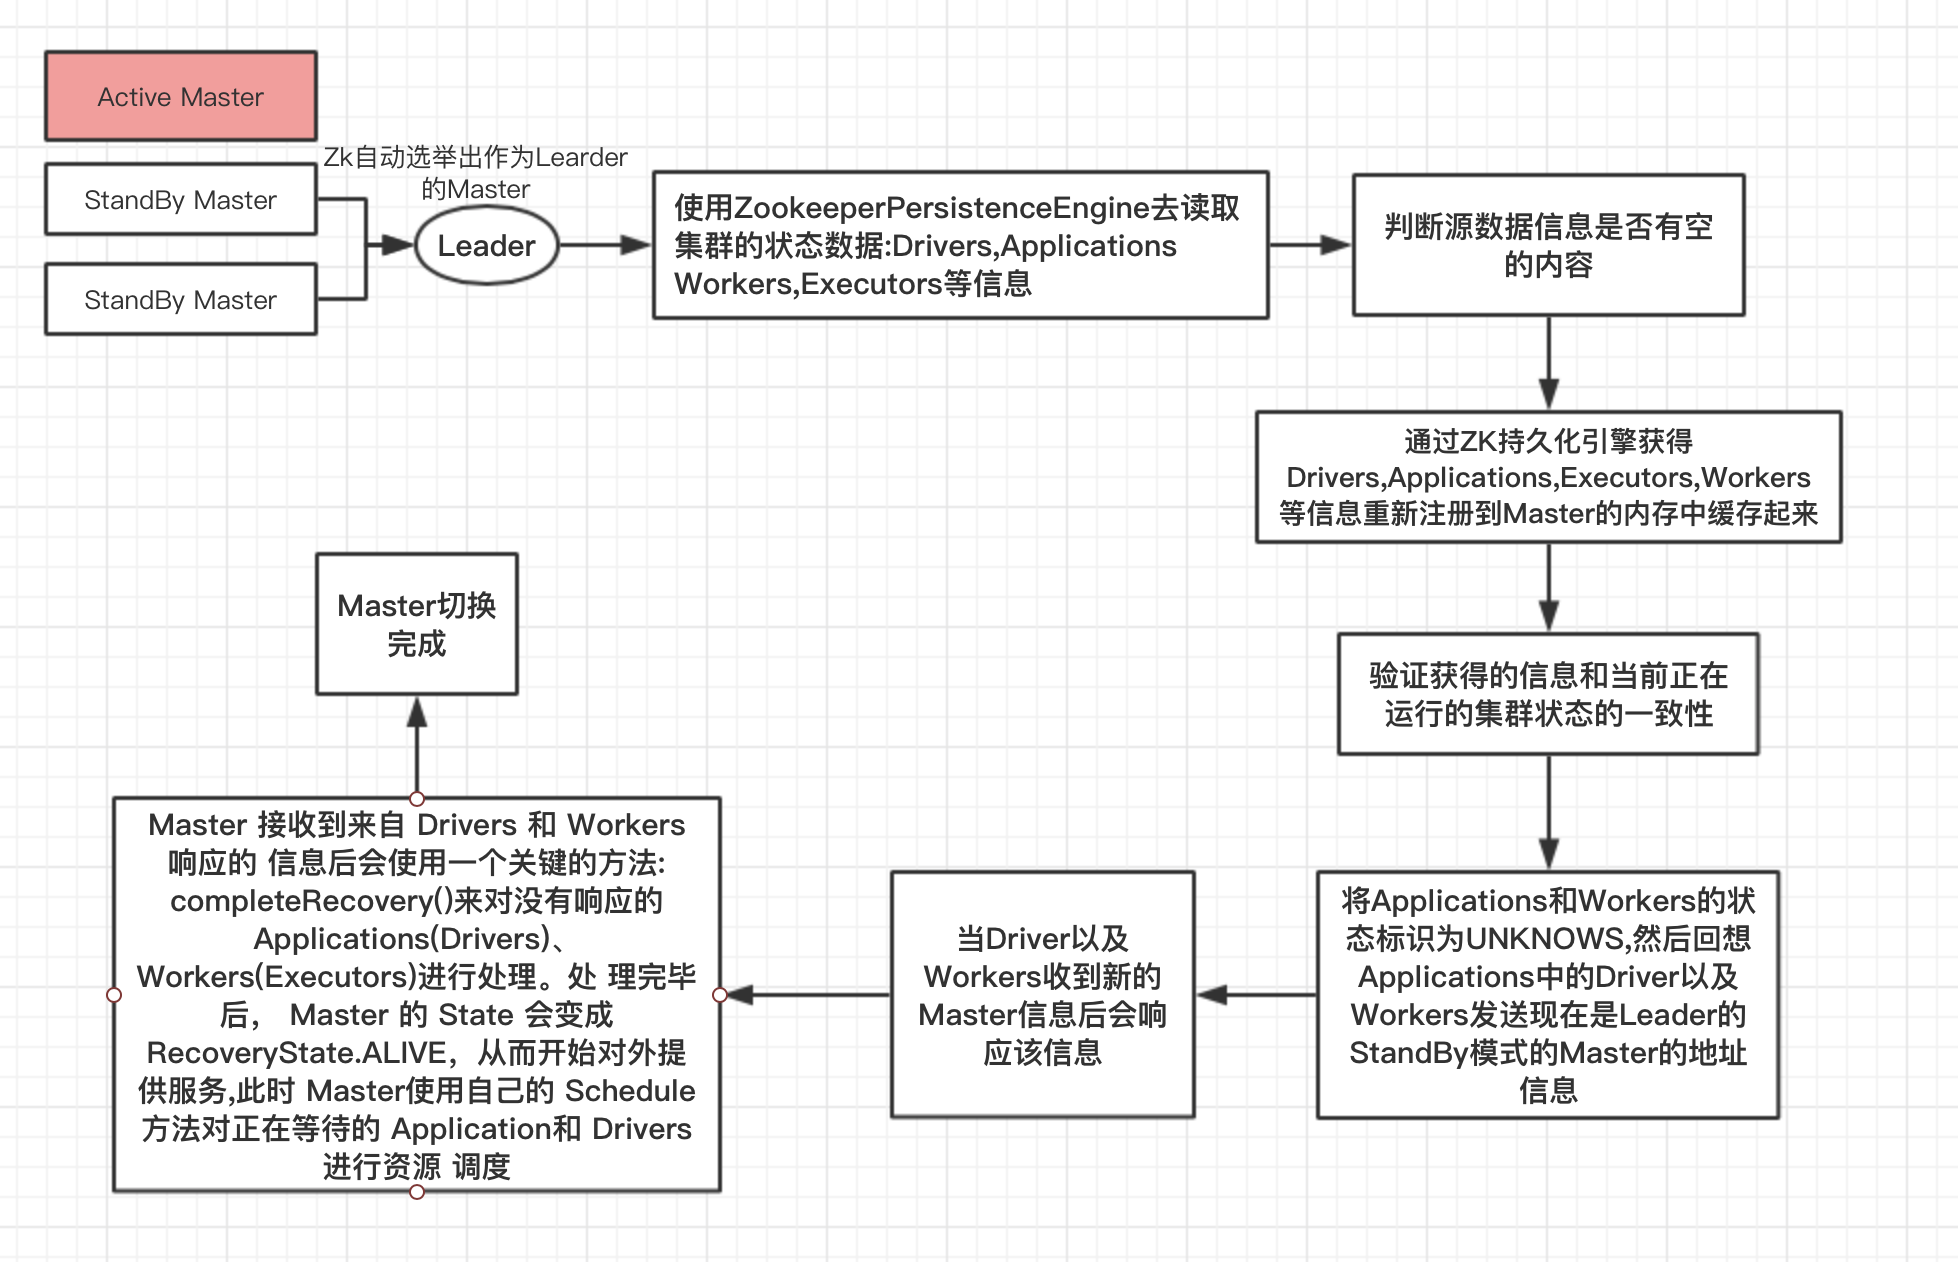 Active Master
StandBy Master
StandBy Master
Zk自动选举出作为Learder
的Master
Leader
使用ZookeeperPersistenceEngine去读取
集群的状态数据:Drivers,Applications
Workers,Executors等信息
判断源数据信息是否有空
的内容
通过ZK持久化引擎获得
Drivers,Applications,Executors,Workers
等信息重新注册到Master的内存中缓存起来
验证获得的信息和当前正在
运行的集群状态的一致性
将Applications和Workers的状
态标识为UNKNOWS,然后回想
Applications中的Driver以及
Workers发送现在是Leader的
StandBy模式的Master的地址
信息
当Driver以及
Workers收到新的
Master信息后会响
应该信息
Master 接收到来自 Drivers 和 Workers
响应的 信息后会使用一个关键的方法:
completeRecovery()来对没有响应的
Applications(Drivers)、
Workers(Executors)进行处理。处 理完毕
后， Master 的 State 会变成
RecoveryState.ALIVE，从而开始对外提
供服务,此时 Master使用自己的 Schedule
方法对正在等待的 Application和 Drivers
进行资源 调度
Master切换
完成